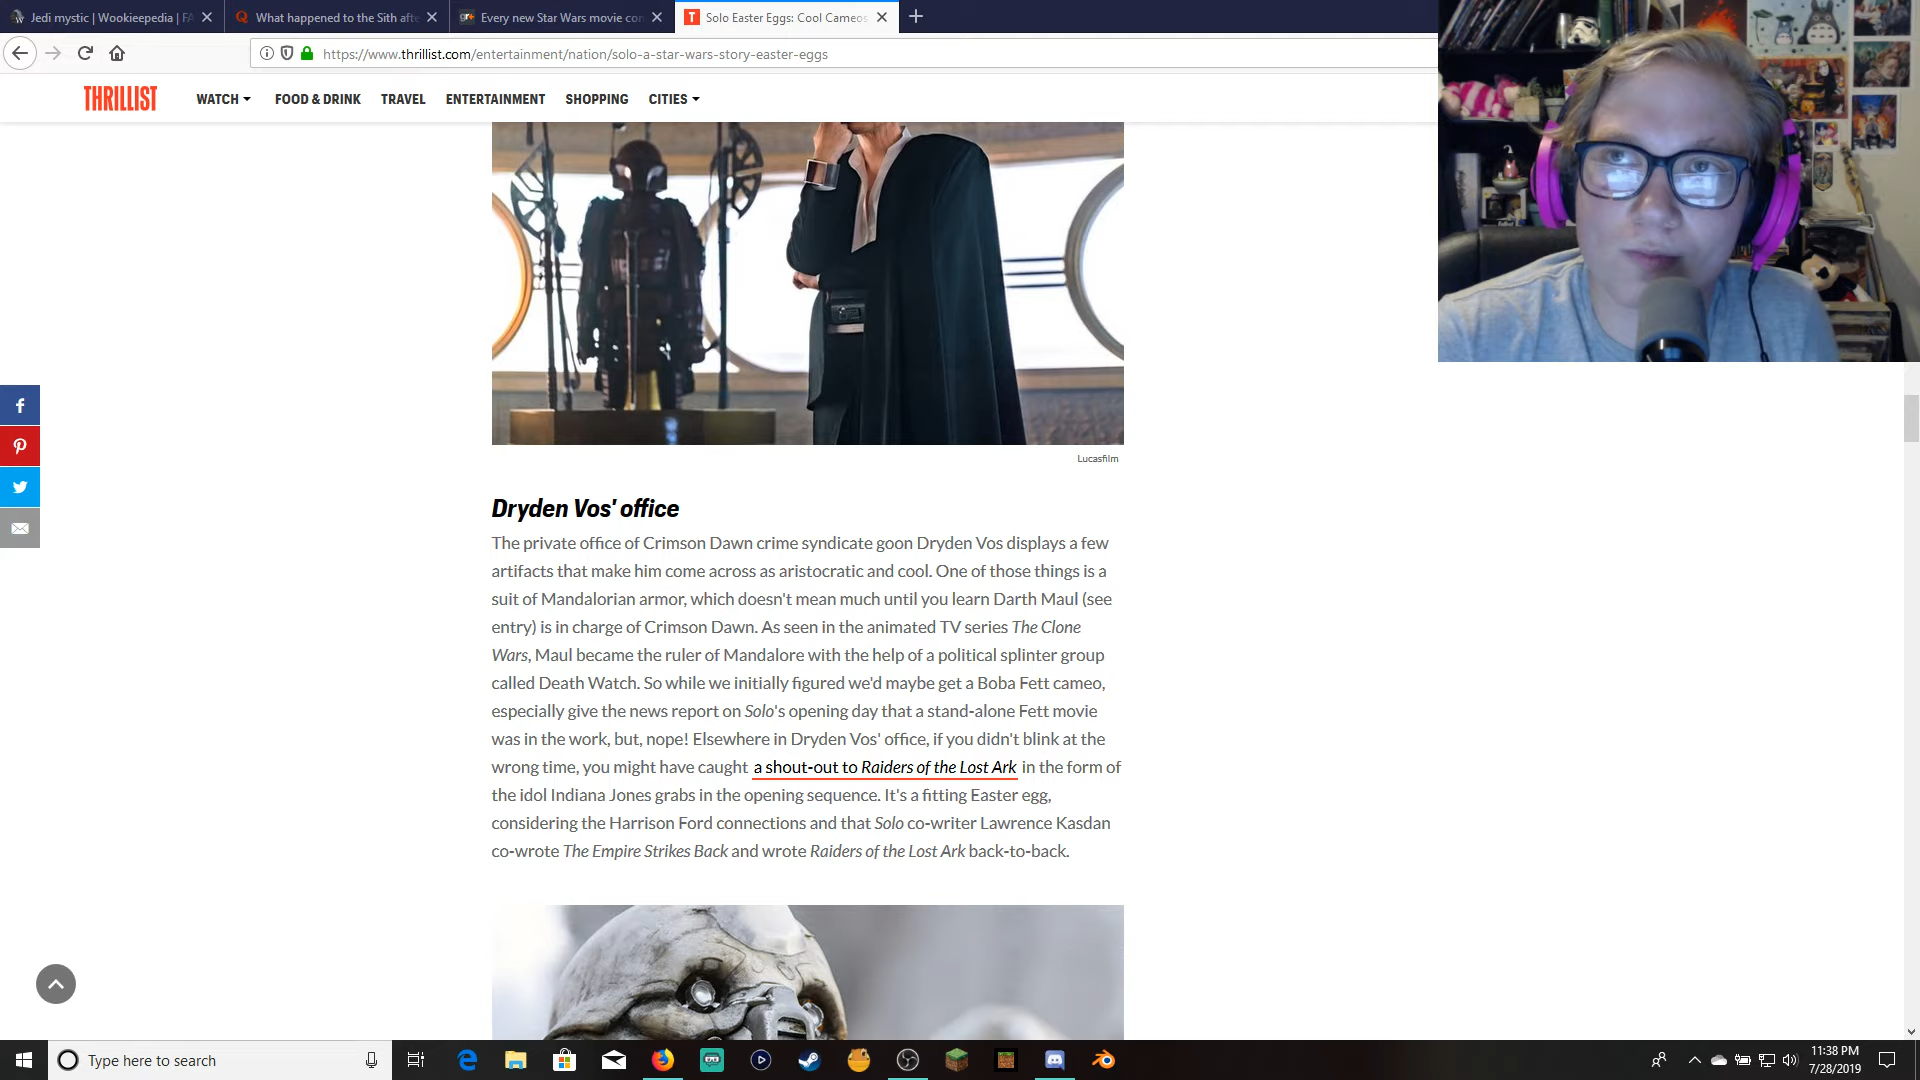 Jedi mystic | Wookieepedia | FA
What happened to the Sith afte
Every new Star Wars movie con
Solo Easter Eggs: Cool Cameos
https://www.thrillist.com/entertainment/nation/solo-a-star-wars-story-easter-eggs
THRILLIST WATCH FOOD & DRINK TRAVEL ENTERTAINMENT SHOPPING CITIES
Lucasfilm
Dryden Vos' office
The private office of Crimson Dawn crime syndicate goon Dryden Vos displays a few
artifacts that make him come across as aristocratic and cool. One of those things is a
suit of Mandalorian armor, which doesn't mean much until you learn Darth Maul (see
entry) is in charge of Crimson Dawn. As seen in the animated TV series The Clone
Wars, Maul became the ruler of Mandalore with the help of a political splinter group
called Death Watch. So while we initially figured we'd maybe get a Boba Fett cameo,
especially give the news report on Solo's opening day that a stand-alone Fett movie
was in the work, but, nope! Elsewhere in Dryden Vos' office, if you didn't blink at the
wrong time, you might have caught a shout-out to Raiders of the Lost Ark in the form of
the idol Indiana Jones grabs in the opening sequence. It's a fitting Easter egg,
considering the Harrison Ford connections and that Solo co-writer Lawrence Kasdan
co-wrote The Empire Strikes Back and wrote Raiders of the Lost Ark back-to-back.
Type here to search
11:38 PM
7/28/2019